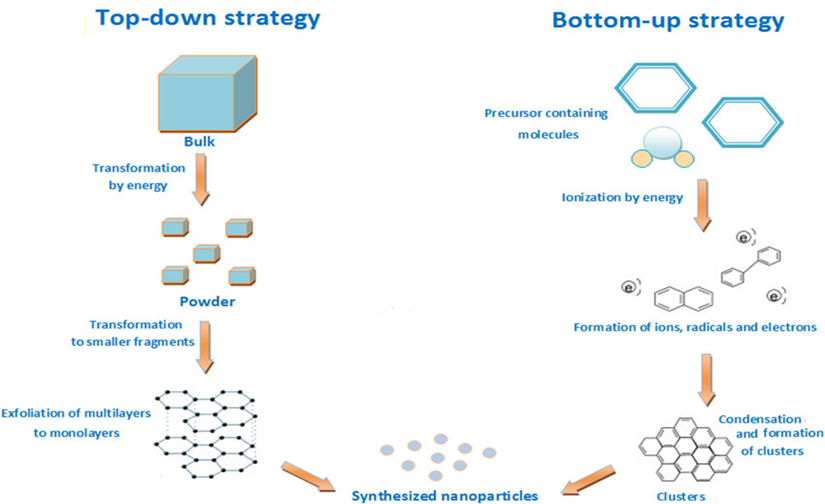 Top-down strategy
Bulk
Transformation
by energy
Powder
Transformation
to smaller fragments
Exfoliation of multilayers
to monolayers
Bottom-up strategy
Precursor containing
molecules
Ionization by energy
e
e
e
Formation of ions, radicals and electrons
Condensation
and formation
of clusters
Clusters
Synthesized nanoparticles